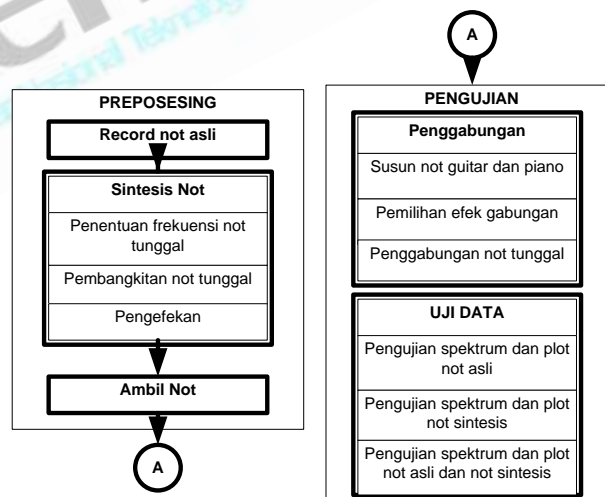 PREPOSESING
Record not asli
Sintesis Not
Penentuan frekuensi not
tunggal
Pembangkitan not tunggal
Pengefekan
Ambil Not
A
A
PENGUJIAN
Penggabungan
Susun not guitar dan piano
Pemilihan efek gabungan
Penggabungan not tunggal
UJI DATA
Pengujian spektrum dan plot
not asli
Pengujian spektrum dan plot
not sintesis
Pengujian spektrum dan plot
not asli dan not sintesis